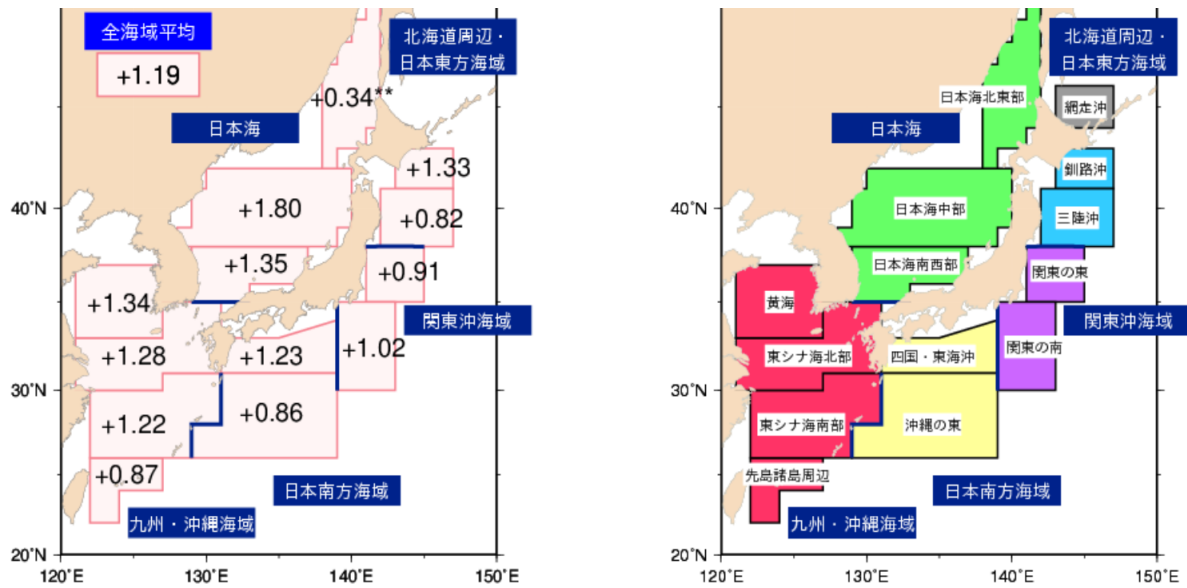 全海域平均
+1.19
北海道周辺・
日本東方海域
+0.34**
日本海
+1.33
+1.80
+0.82
+1.35
+0.91
+1.34
関東沖海域
+1.28
+1.23
+1.02
+1.22
+0.86
+0.87
日本南方海域
九州・沖縄海域
40°N
30°N
20°N
120°E
130°E
140°E
150°E
北海道周辺・
日本東方海域
日本海北東部
網走沖
日本海
釧路沖
日本海中部
三陸沖
日本海南西部
関東の東
黄海
関東沖海域
東シナ海北部
四国・東海沖
関東の南
東シナ海南部
沖縄の東
先島諸島周辺
日本南方海域
九州・沖縄海域
40°N
30°N
20°N
120°E
130°E
140°E
150°E